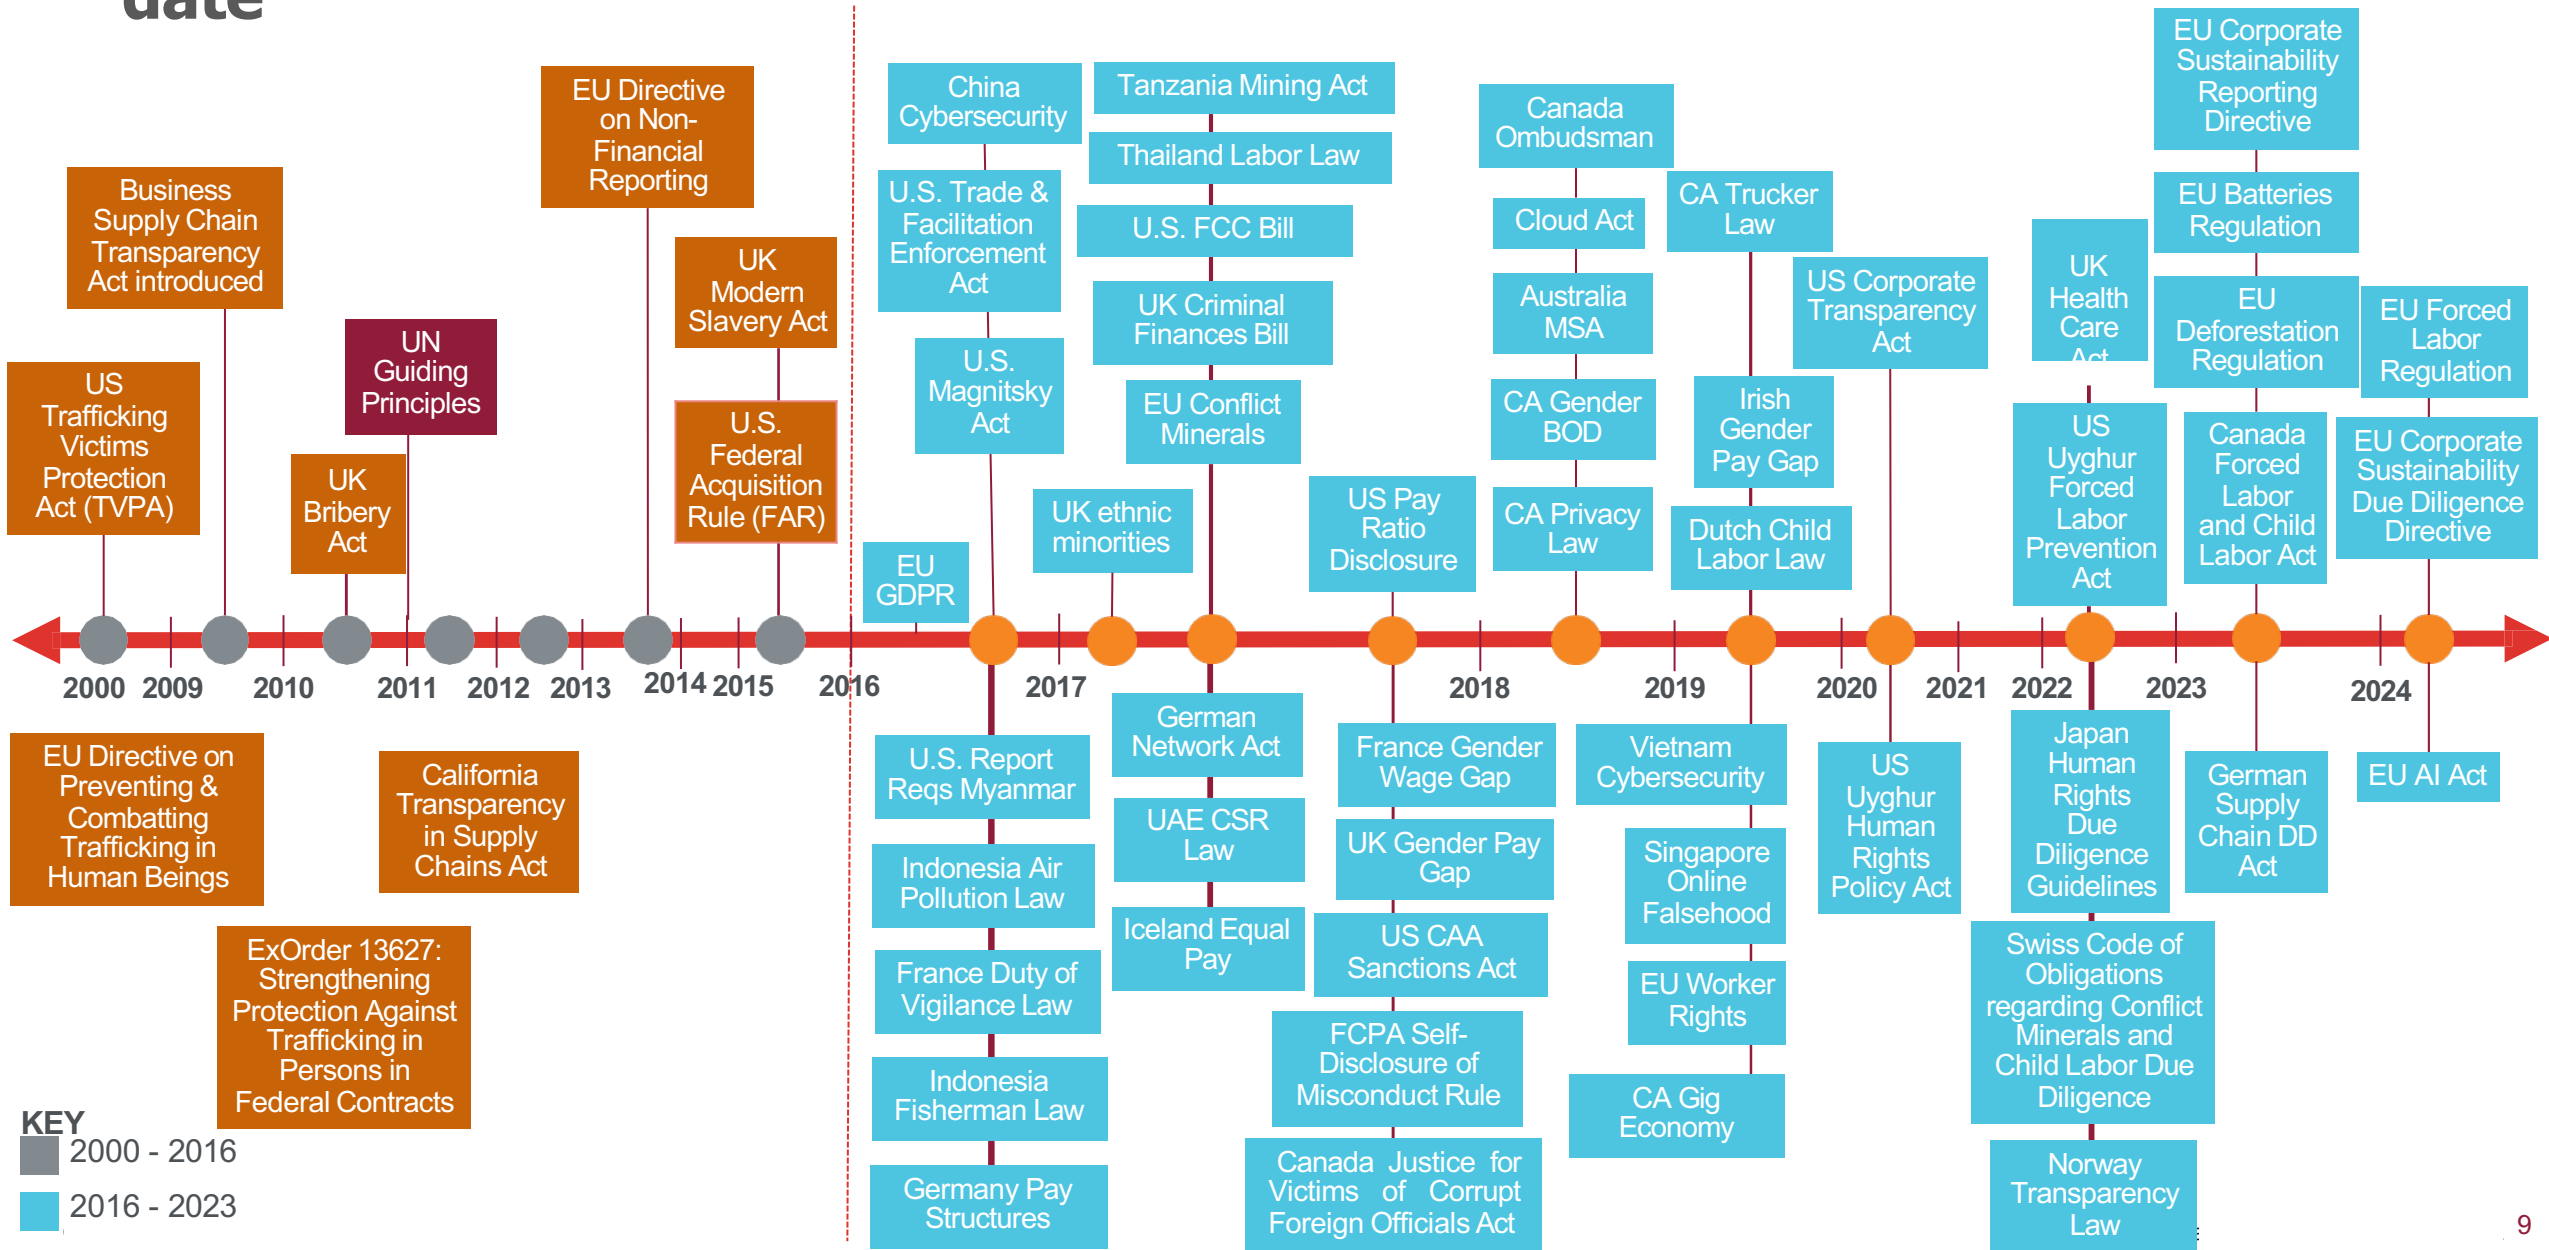 date
EU Directive
on Non-
Financial
Reporting
Business
Supply Chain
Transparency
Act introduced
UK
Modern
Slavery Act
UN
Guiding
Principles
US
Trafficking
Victims
Protection
Act (TVPA)
UK
Bribery
Act
U.S.
Federal
Acquisition
Rule (FAR)
China
Cybersecurity
U.S. Trade &
Facilitation
Enforcement
Act
U.S.
Magnitsky
Act
EU
GDPR
Tanzania Mining Act
Thailand Labor Law
U.S. FCC Bill
UK Criminal
Finances Bill
EU Conflict
Minerals
UK ethnic
minorities
US Pay
Ratio
Disclosure
Canada
Ombudsman
Cloud Act
Australia
MSA
CA Gender
BOD
CA Privacy
Law
CA Trucker
Law
Irish
Gender
Pay Gap
Dutch Child
Labor Law
US Corporate
Transparency
Act
UK
Health
Care
Act
US
Uyghur
Forced
Labor
Prevention
Act
EU Corporate
Sustainability
Reporting
Directive
EU Batteries
Regulation
EU
Deforestation
Regulation
Canada
Forced
Labor
and Child
Labor Act
EU Forced
Labor
Regulation
EU Corporate
Sustainability
Due Diligence
Directive
2000 2009 2010 2011 2012 2013 2014 2015 2016 2017 2018 2019 2020 2021 2022 2023 2024
EU Directive on
Preventing &
Combatting
Trafficking in
Human Beings
California
Transparency
in Supply
Chains Act
ExOrder 13627:
Strengthening
Protection Against
Trafficking in
Persons in
Federal Contracts
U.S. Report
Reqs Myanmar
Indonesia Air
Pollution Law
France Duty of
Vigilance Law
Indonesia
Fisherman Law
Germany Pay
Structures
German
Network Act
UAE CSR
Law
Iceland Equal
Pay
France Gender
Wage Gap
UK Gender Pay
Gap
US CAA
Sanctions Act
FCPA Self-
Disclosure of
Misconduct Rule
Canada Justice for
Victims of Corrupt
Foreign Officials Act
Vietnam
Cybersecurity
Singapore
Online
Falsehood
EU Worker
Rights
CA Gig
Economy
US
Uyghur
Human
Rights
Policy Act
Japan
Human
Rights
Due
Diligence
Guidelines
Swiss Code of
Obligations
regarding Conflict
Minerals and
Child Labor Due
Diligence
Norway
Transparency
Law
German
Supply
Chain DD
Act
EU AI Act
KEY
2000 - 2016
2016 - 2023
9